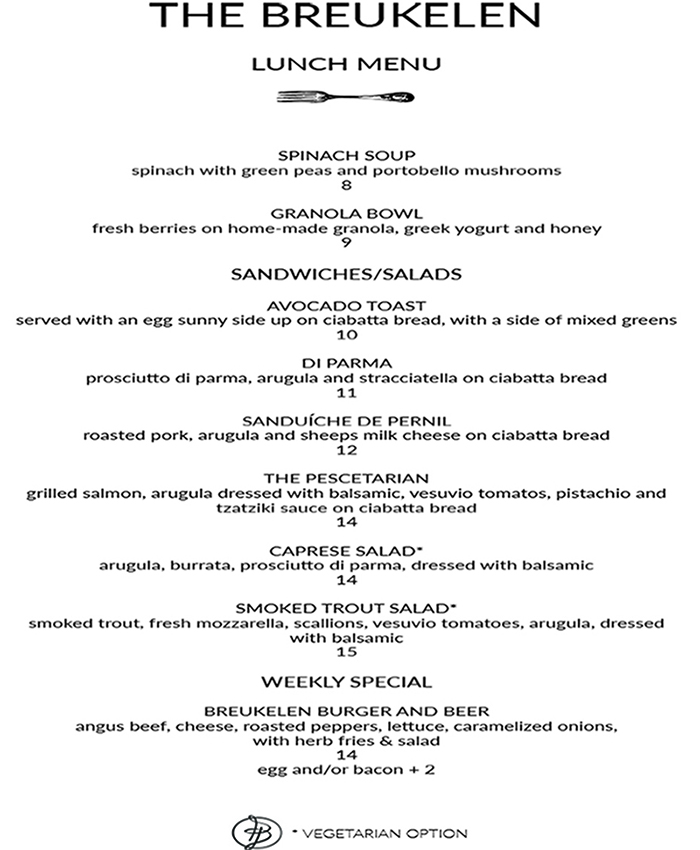 THE BREUKELEN
LUNCH MENU
SPINACH SOUP
spinach with green peas and portobello mushrooms
8
GRANOLA BOWL
fresh berries on home-made granola, greek yogurt and honey
9
SANDWICHES/SALADS
AVOCADO TOAST
served with an egg sunny side up on ciabatta bread, with a side of mixed greens
10
DI PARMA
prosciutto di parma, arugula and stracciatella on ciabatta bread
11
SANDUÍCHE DE PERNIL
roasted pork, arugula and sheeps milk cheese on ciabatta bread
12
THE PESCETARIAN
grilled salmon, arugula dressed with balsamic, vesuvio tomatos, pistachio and
tzatziki sauce on ciabatta bread
14
CAPRESE SALAD*
arugula, burrata, prosciutto di parma, dressed with balsamic
14
SMOKED TROUT SALAD*
smoked trout, fresh mozzarella, scallions, vesuvio tomatoes, arugula, dressed
with balsamic
15
WEEKLY SPECIAL
BREUKELEN BURGER AND BEER
angus beef, cheese, roasted peppers, lettuce, caramelized onions,
with herb fries & salad
14
egg and/or bacon + 2
B * VEGETARIAN OPTION